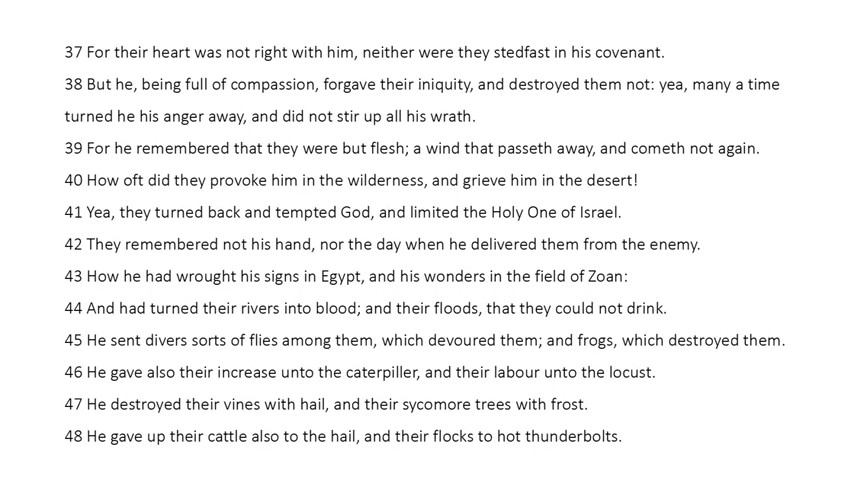 37 For their heart was not right with him, neither were they stedfast in his covenant.
38 But he, being full of compassion, forgave their iniquity, and destroyed them not: yea, many a time
turned he his anger away, and did not stir up all his wrath.
39 For he remembered that they were but flesh; a wind that passeth away, and cometh not again.
40 How oft did they provoke him in the wilderness, and grieve him in the desert!
41 Yea, they turned back and tempted God, and limited the Holy One of Israel.
42 They remembered not his hand, nor the day when he delivered them from the enemy.
43 How he had wrought his signs in Egypt, and his wonders in the field of Zoan:
44 And had turned their rivers into blood; and their floods, that they could not drink.
45 He sent divers sorts of flies among them, which devoured them; and frogs, which destroyed them.
46 He gave also their increase unto the caterpiller, and their labour unto the locust.
47 He destroyed their vines with hail, and their sycomore trees with frost.
48 He gave up their cattle also to the hail, and their flocks to hot thunderbolts.